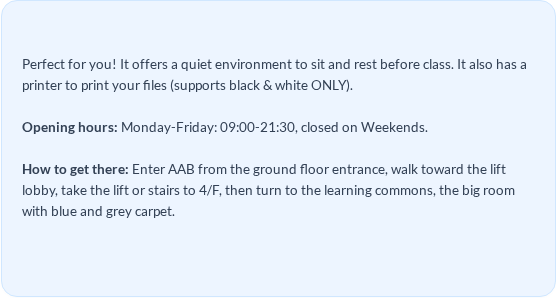 Perfect for you! It offers a quiet environment to sit and rest before class. It also has a
printer to print your files (supports black & white ONLY).
Opening hours: Monday-Friday: 09:00-21:30, closed on Weekends.
How to get there: Enter AAB from the ground floor entrance, walk toward the lift
lobby, take the lift or stairs to 4/F, then turn to the learning commons, the big room
with blue and grey carpet.